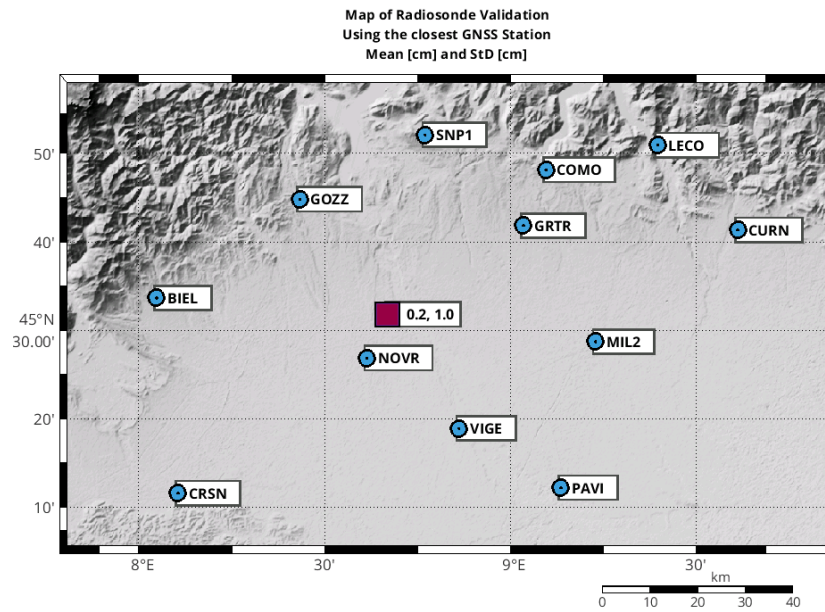 Map of Radiosonde Validation
Using the closest GNSS Station
Mean [cm] and StD [cm]
SNP1
50'
LECO
COMO
GOZZ
GRTR
CURN
40'
BIEL
0.2, 1.0
45°N
30.00'
MIL2
NOVR
20'
VIGE
PAVI
CRSN
10'
8°E 30' 9°E 30'
km
0 10 20 30 40